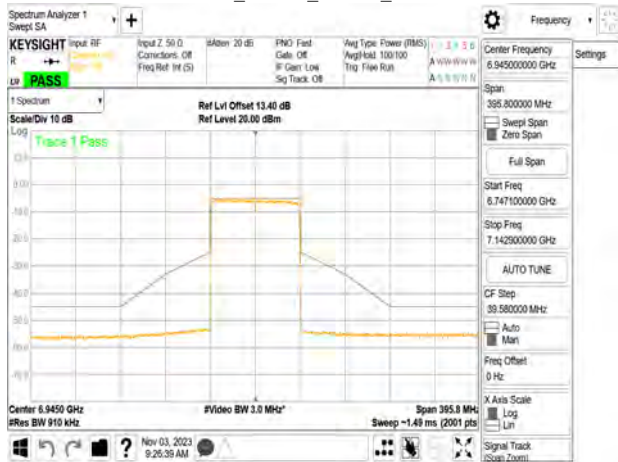 Spectrum Analyzer 1
Swept SA
+
Frequency
KEYSIGHT
R
Input: RF
Input Z: 50 Ω
Corrections: Off
Freq Ref: Int (S)
#Atten: 20 dB
PNO: Fast
Gate: Off
IF Gain: Low
Sig Track: Off
Avg Type: Power (RMS)
Avg|Hold: 100/100
Trig: Free Run
PASS
1 Spectrum
Scale/Div 10 dB
Ref Lvl Offset 13.40 dB
Ref Level 20.00 dBm
Log
Trace 1 Pass
Center 6.9450 GHz
#Res BW 910 kHz
#Video BW 3.0 MHz*
Span 395.8 MHz
Sweep ~1.49 ms (2001 pts)
Nov 03, 2023
9:26:39 AM
Center Frequency
6.945000000 GHz
Settings
Span
395.800000 MHz
Swept Span
Zero Span
Full Span
Start Freq
6.747100000 GHz
Stop Freq
7.142900000 GHz
AUTO TUNE
CF Step
39.580000 MHz
Auto
Man
Freq Offset
0 Hz
X Axis Scale
Log
Lin
Signal Track
(Span Zoom)